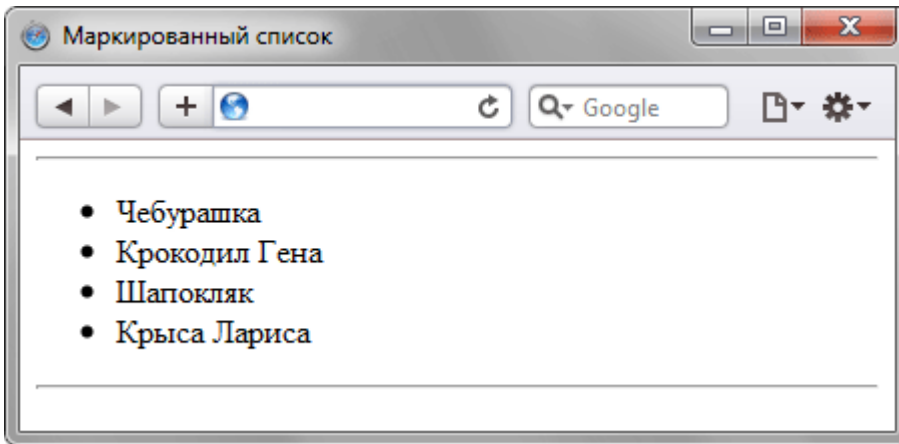 Маркированный список
Google
Чебурашка
Крокодил Гена
Шапокляк
Крыса Лариса